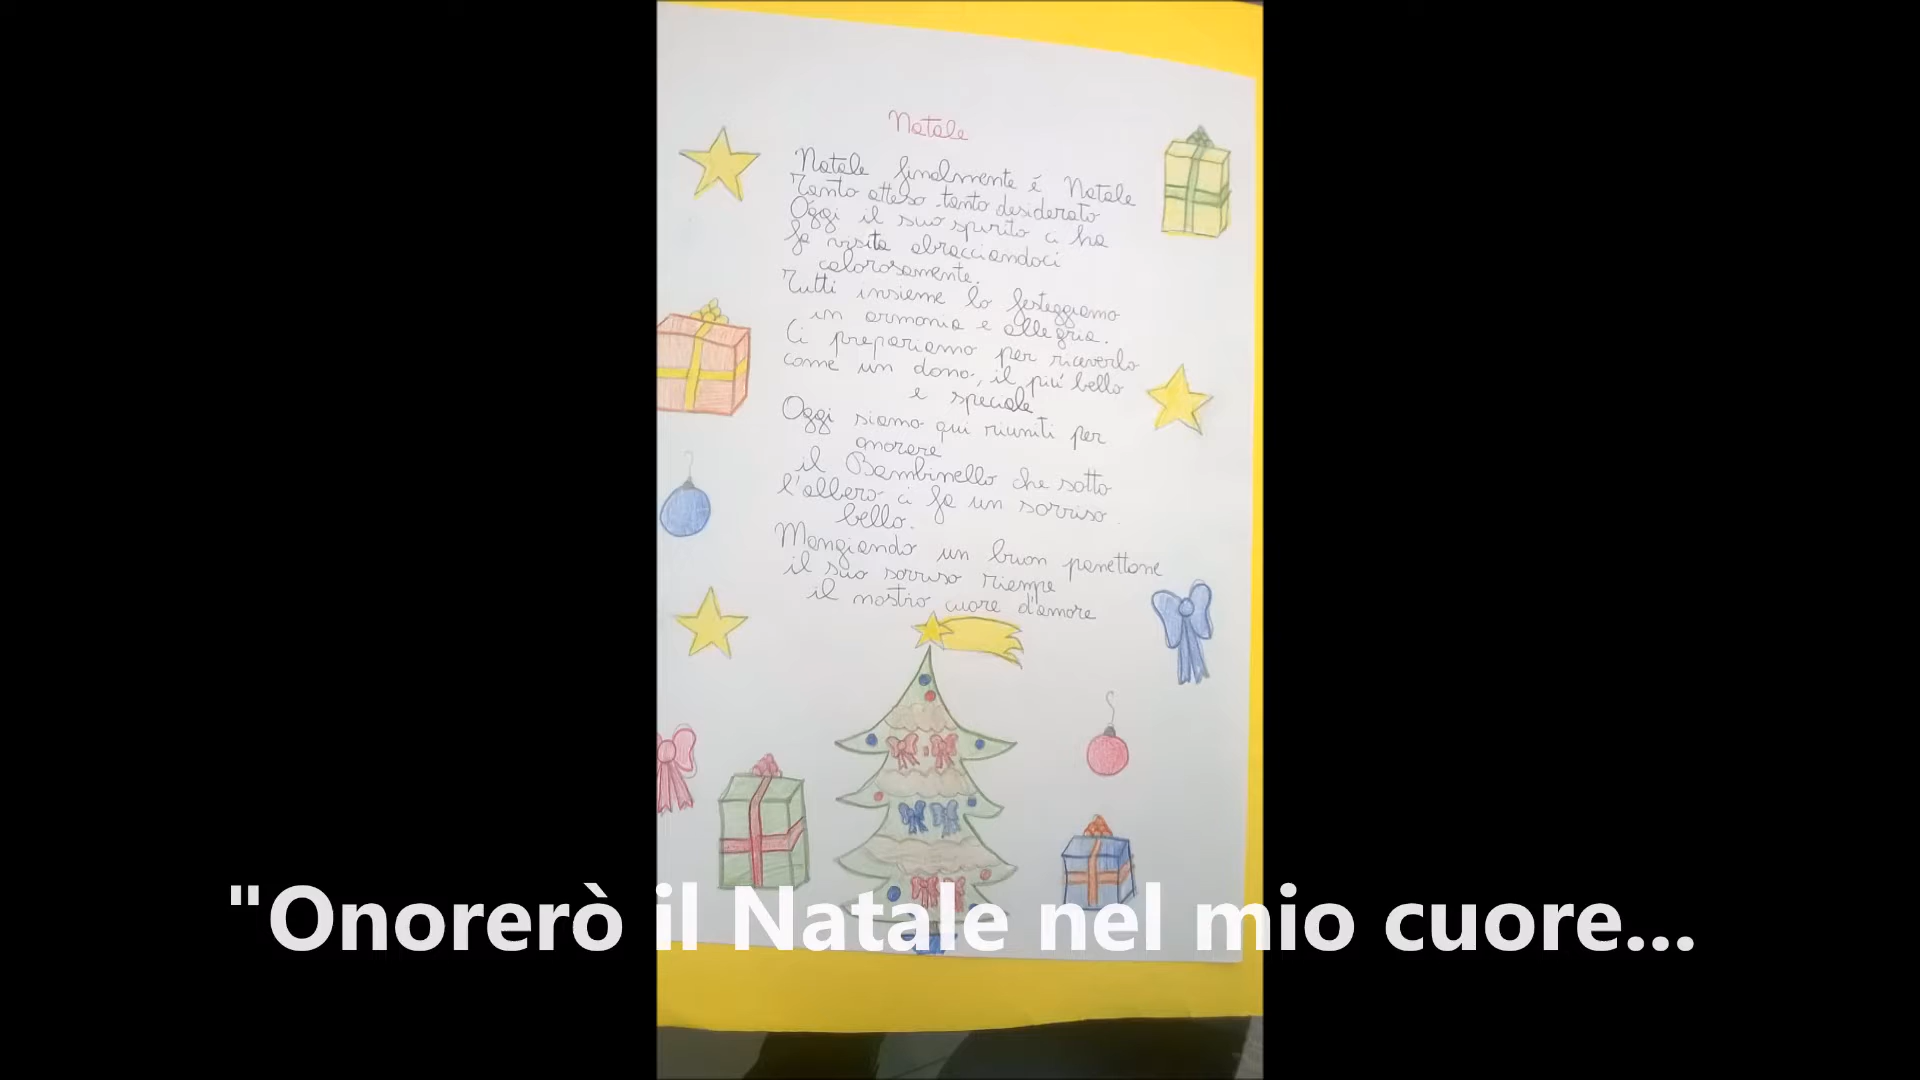 Natale
Natale finalmente é Natale
Tanto atteso tanto desiderato
Oggi il suo spirito ci ha
fa visita abracciandoci
calorosamente.
Tutti insieme lo festeggiamo
in armonia e allegria.
Ci prepariamo per riceverlo
come un dono, il piú bello
e speciale
Oggi siamo qui riuniti per
onorare
il Bambinello che sotto
l'albero ci fa un sorriso
bello.
Mangiando un buon panettone
il suo sorriso riempe
il nostro cuore d'amore
"Onorerò il Natale nel mio cuore...